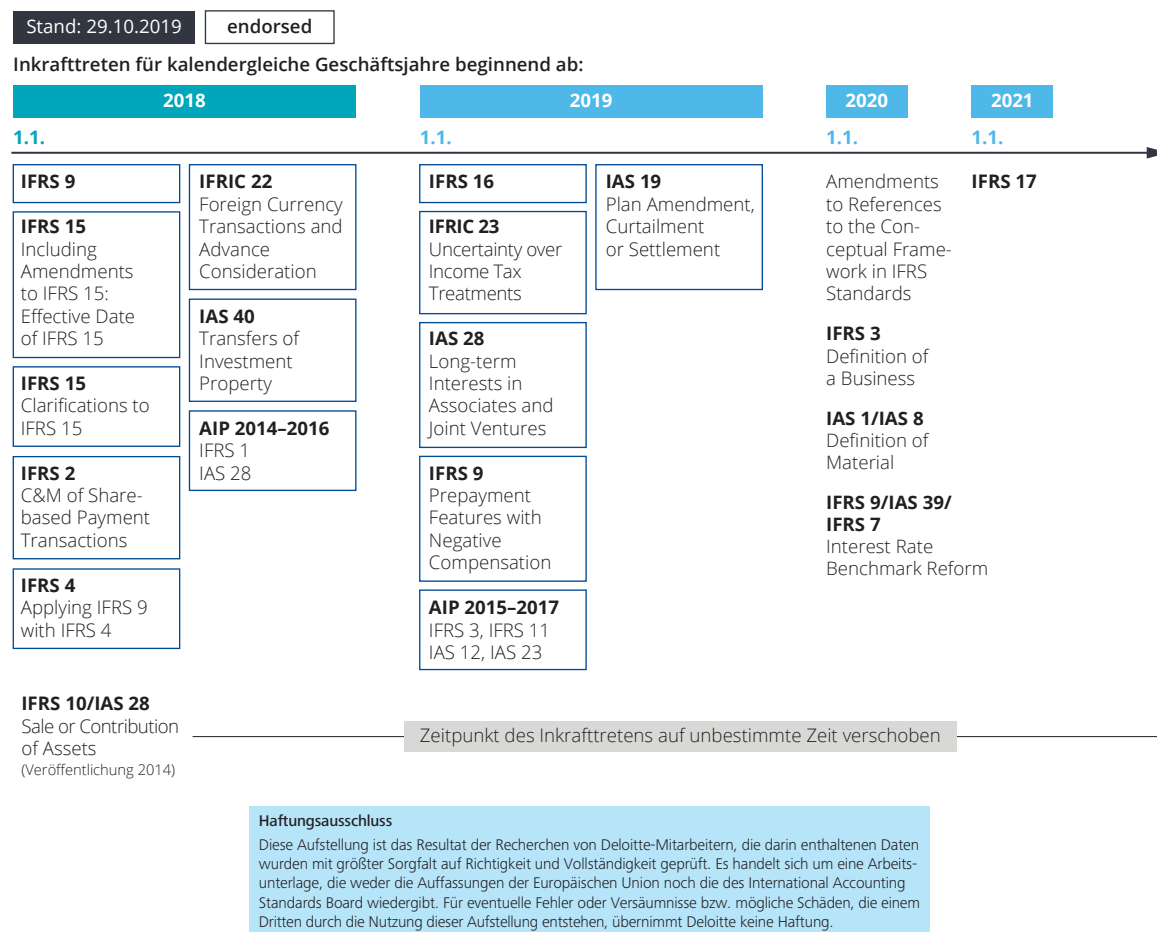 Stand: 29.10.2019
endorsed
Inkrafttreten für kalendergleiche Geschäftsjahre beginnend ab:
2018
1.1.
IFRS 9
IFRS 15
Including
Amendments
to IFRS 15:
Effective Date
of IFRS 15
IFRS 15
Clarifications to
IFRS 15
IFRS 2
C&M of Share-
based Payment
Transactions
IFRS 4
Applying IFRS 9
with IFRS 4
IFRIC 22
Foreign Currency
Transactions and
Advance
Consideration
IAS 40
Transfers of
Investment
Property
AIP 2014–2016
IFRS 1
IAS 28
2019
1.1.
IFRS 16
IFRIC 23
Uncertainty over
Income Tax
Treatments
IAS 28
Long-term
Interests in
Associates and
Joint Ventures
IFRS 9
Prepayment
Features with
Negative
Compensation
AIP 2015–2017
IFRS 3, IFRS 11
IAS 12, IAS 23
IAS 19
Plan Amendment,
Curtailment
or Settlement
2020
1.1.
Amendments
to References
to the Con-
ceptual Frame-
work in IFRS
Standards
IFRS 3
Definition of
a Business
IAS 1/IAS 8
Definition of
Material
IFRS 9/IAS 39/
IFRS 7
Interest Rate
Benchmark Reform
2021
1.1.
IFRS 17
IFRS 10/IAS 28
Sale or Contribution
of Assets
(Veröffentlichung 2014)
Zeitpunkt des Inkrafttretens auf unbestimmte Zeit verschoben
Haftungsausschluss
Diese Aufstellung ist das Resultat der Recherchen von Deloitte-Mitarbeitern, die darin enthaltenen Daten
wurden mit größter Sorgfalt auf Richtigkeit und Vollständigkeit geprüft. Es handelt sich um eine Arbeits-
unterlage, die weder die Auffassungen der Europäischen Union noch die des International Accounting
Standards Board wiedergibt. Für eventuelle Fehler oder Versäumnisse bzw. mögliche Schäden, die einem
Dritten durch die Nutzung dieser Aufstellung entstehen, übernimmt Deloitte keine Haftung.